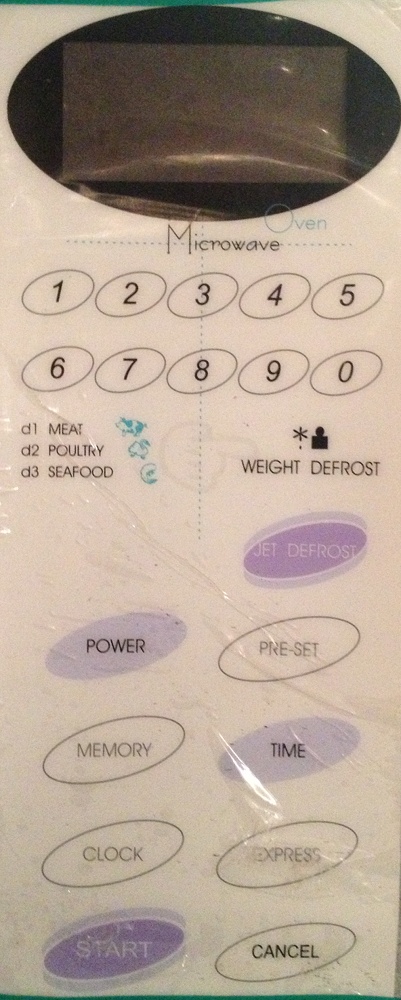 Oven
Microwave
1 2 3 4 5
6 7 8 9 0
d1 MEAT
d2 POULTRY
d3 SEAFOOD
WEIGHT DEFROST
JET DEFROST
POWER PRE-SET
MEMORY TIME
CLOCK EXPRESS
START CANCEL